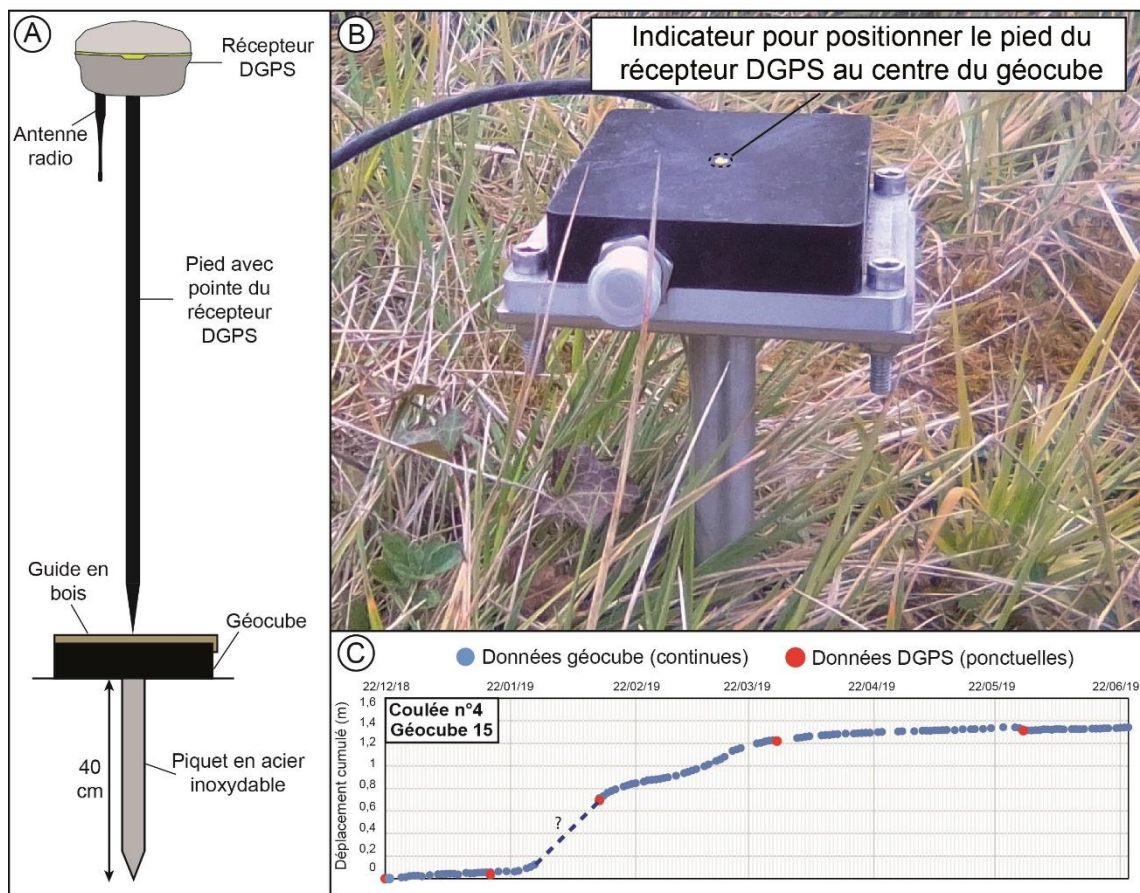 A
Récepteur
DGPS
Antenne
radio
Pied avec
pointe du
récepteur
DGPS
Guide en
bois
Géocube
40
cm
Piquet en acier
inoxydable
B
Indicateur pour positionner le pied du
récepteur DGPS au centre du géocube
C
Données géocube (continues)
Données DGPS (ponctuelles)
22/12/18 22/01/19 22/02/19 22/03/19 22/04/19 22/05/19 22/06/19
Déplacement cumulé (m)
1,6
1,2
1
0,8
0,6
0,4
0,2
0
Coulée n°4
Géocube 15
?